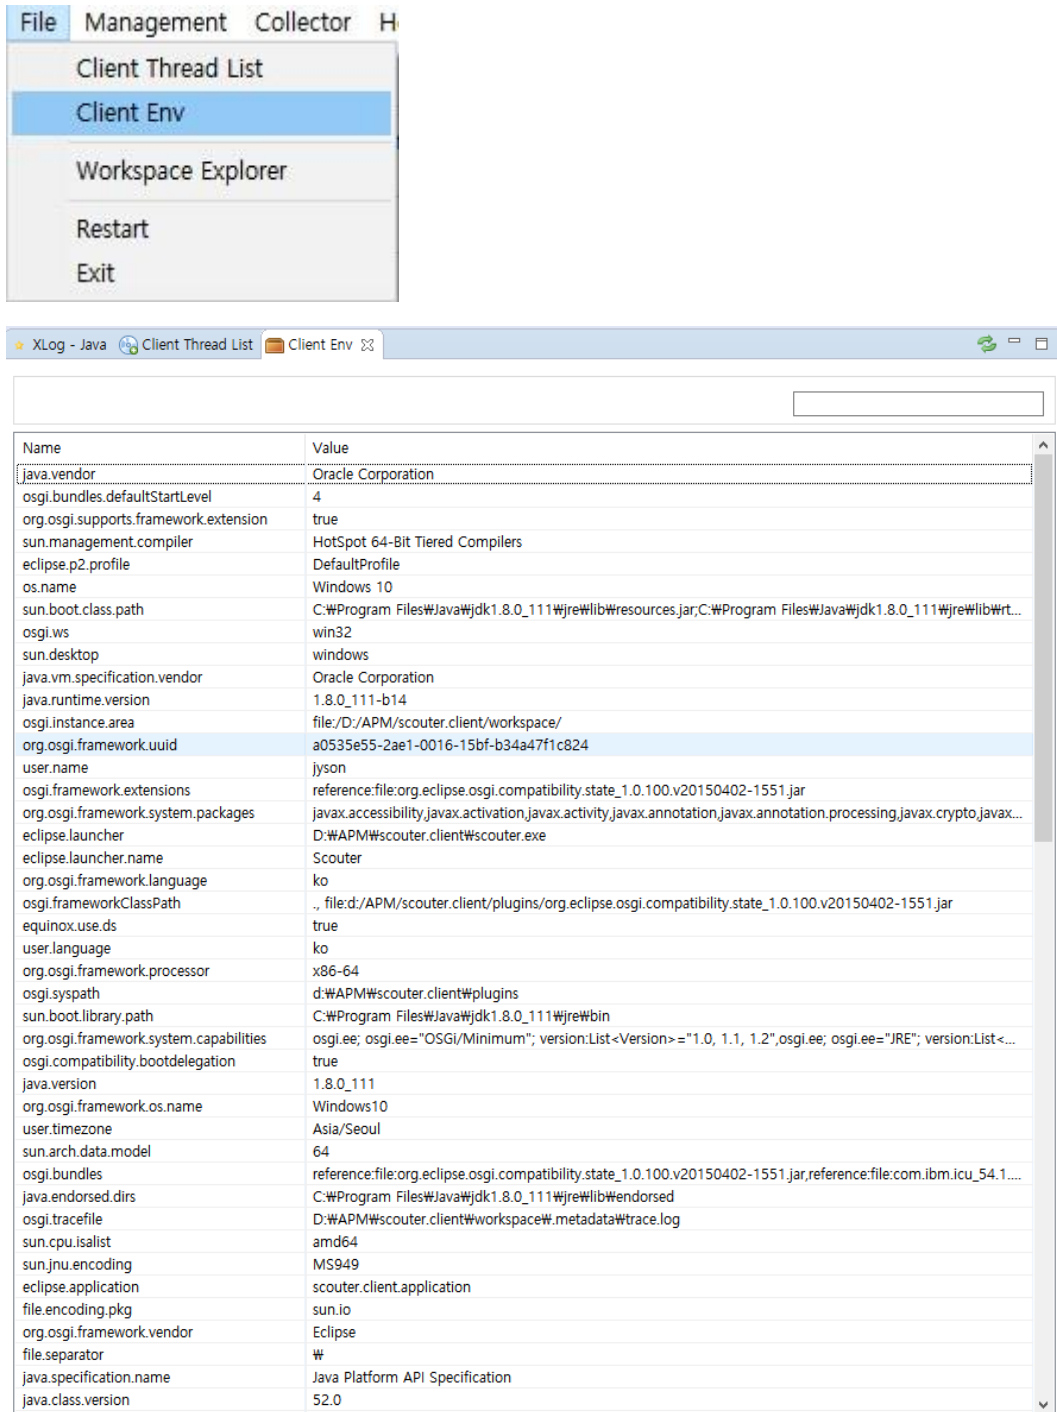 File Management Collector H
Client Thread List
Client Env
Workspace Explorer
Restart
Exit
XLog - Java Client Thread List Client Env
Name Value
java.vendor Oracle Corporation
osgi.bundles.defaultStartLevel 4
org.osgi.supports.framework.extension true
sun.management.compiler HotSpot 64-Bit Tiered Compilers
eclipse.p2.profile DefaultProfile
os.name Windows 10
sun.boot.class.path C:₩Program Files₩Java₩jdk1.8.0_111₩jre₩lib₩resources.jar;C:₩Program Files₩Java₩jdk1.8.0_111₩jre₩lib₩rt...
osgi.ws win32
sun.desktop windows
java.vm.specification.vendor Oracle Corporation
java.runtime.version 1.8.0_111-b14
osgi.instance.area file:/D:/APM/scouter.client/workspace/
org.osgi.framework.uuid a0535e55-2ae1-0016-15bf-b34a47f1c824
user.name jyson
osgi.framework.extensions reference:file:org.eclipse.osgi.compatibility.state_1.0.100.v20150402-1551.jar
org.osgi.framework.system.packages javax.accessibility,javax.activation,javax.activity,javax.annotation,javax.annotation.processing,javax.crypto,javax...
eclipse.launcher D:₩APM₩scouter.client₩scouter.exe
eclipse.launcher.name Scouter
org.osgi.framework.language ko
osgi.frameworkClassPath ., file:d:/APM/scouter.client/plugins/org.eclipse.osgi.compatibility.state_1.0.100.v20150402-1551.jar
equinox.use.ds true
user.language ko
org.osgi.framework.processor x86-64
osgi.syspath d:₩APM₩scouter.client₩plugins
sun.boot.library.path C:₩Program Files₩Java₩jdk1.8.0_111₩jre₩bin
org.osgi.framework.system.capabilities osgi.ee; osgi.ee="OSGi/Minimum"; version:List<Version>="1.0, 1.1, 1.2",osgi.ee; osgi.ee="JRE"; version:List<...
osgi.compatibility.bootdelegation true
java.version 1.8.0_111
org.osgi.framework.os.name Windows10
user.timezone Asia/Seoul
sun.arch.data.model 64
osgi.bundles reference:file:org.eclipse.osgi.compatibility.state_1.0.100.v20150402-1551.jar,reference:file:com.ibm.icu_54.1....
java.endorsed.dirs C:₩Program Files₩Java₩jdk1.8.0_111₩jre₩lib₩endorsed
osgi.tracefile D:₩APM₩scouter.client₩workspace₩.metadata₩trace.log
sun.cpu.isalist amd64
sun.jnu.encoding MS949
eclipse.application scouter.client.application
file.encoding.pkg sun.io
org.osgi.framework.vendor Eclipse
file.separator ₩
java.specification.name Java Platform API Specification
java.class.version 52.0